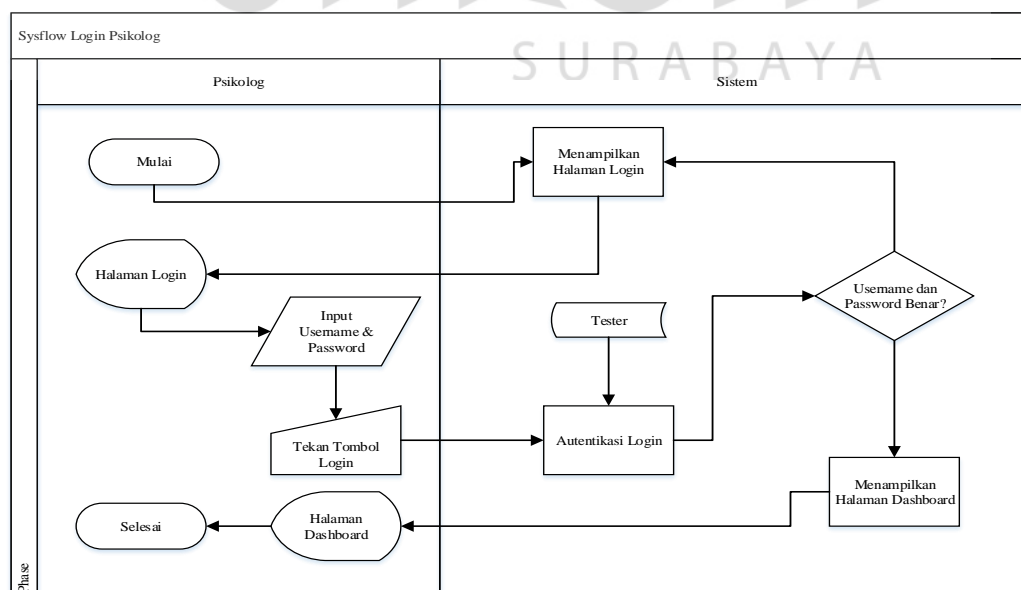 Sysflow Login Psikolog
SURABAYA
Psikolog
Sistem
Mulai
Menampilkan
Halaman Login
Halaman Login
Username dan
Password Benar?
Input
Username &
Password
Tester
Tekan Tombol
Login
Autentikasi Login
Menampilkan
Halaman Dashboard
Selesai
Halaman
Dashboard
Phase